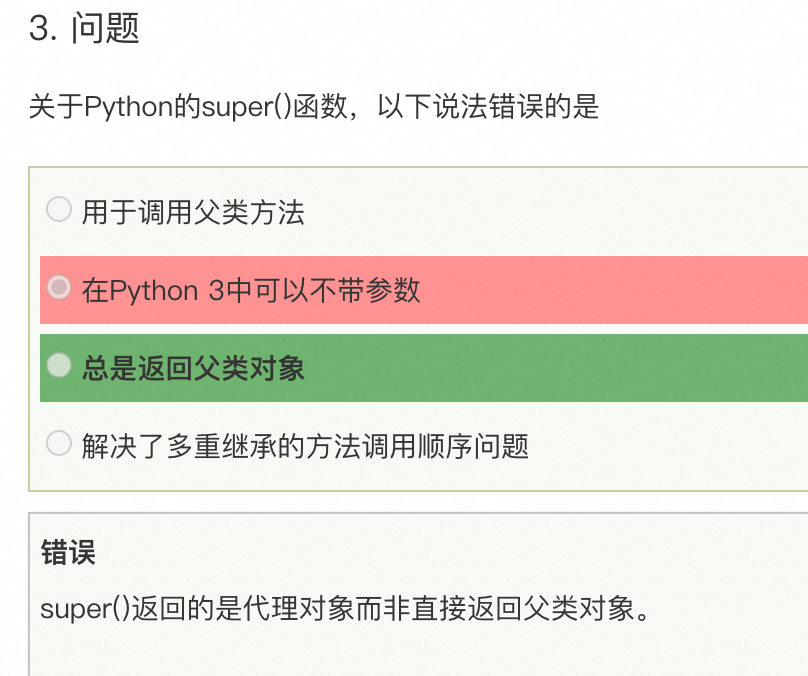 3. 问题
关于Python的super()函数，以下说法错误的是
用于调用父类方法
在Python 3中可以不带参数
总是返回父类对象
解决了多重继承的方法调用顺序问题
错误
super()返回的是代理对象而非直接返回父类对象。